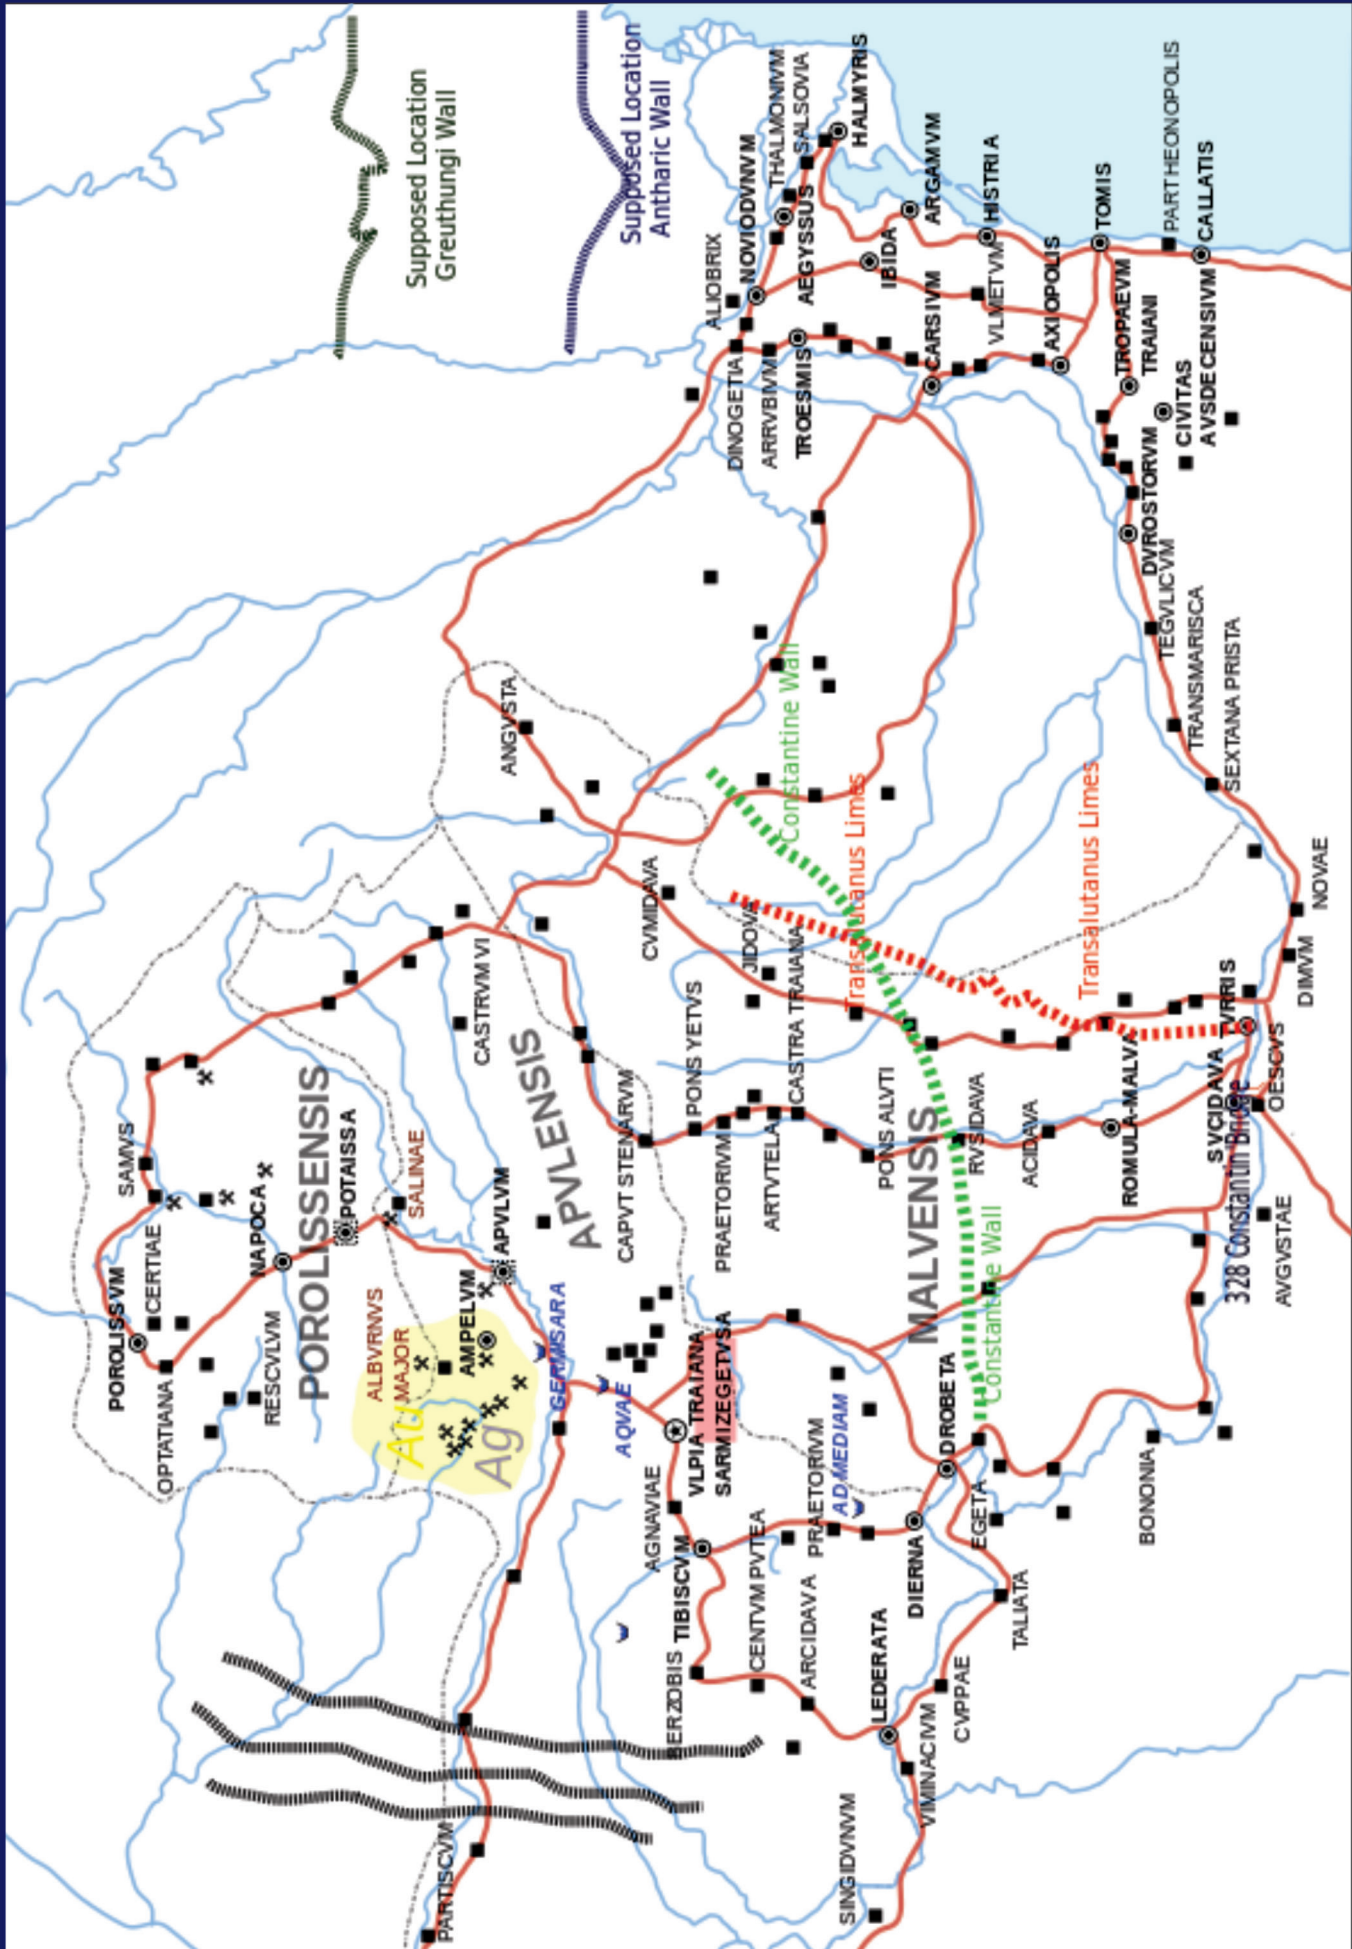 Supposed Location
Greuthungi Wall
Supposed Location
Antharic Wall
POROLISSVM
CERTIAE
SAMVS
OPTATIANA
NAPOCA
RESCVLVM
POROLISSENSIS
POTAISSA
SALINAE
ALBVRNVS
MAJOR
Au
Ag
AMPELVM
APVLVM
GERMISARA
AQVAE
CASTRVM VI
APVLENSIS
ANGVSTA
CVMIDAVA
CAPVT STENARVM
PONS YETVS
PRAETORIVM
ARTVTELA
CASTRA TRAIANA
JIDOVA
PONS ALVTI
RVSIDAVA
ACIDAVA
ROMULA-MALVA
MALVENSIS
Constantine Wall
Constantine Wall
Transalutanus Limes
Transalutanus Limes
PARTISCVM
AGNAVIAE
TIBISCVM
VLPIA TRAIANA
SARMIZEGETVSA
BERZOBIS
CENTVM PVTEA
ARCIDAVA
PRAETORIVM
AD MEDIAM
DIERNA
DROBETA
EGETA
LEDERATA
TALIATA
CVPPAE
VIMINACIVM
SINGIDVNVM
BONONIA
SVCIDAVA
TVRRIS
328 Constantin Bridge
OESCVS
AVGVSTAE
DIMVM
NOVAE
SEXTANA PRISTA
TRANSMARISCA
TEGVLICVM
DVROSTORVM
CIVITAS
AVSDECENSIVM
TROPAEVM
TRAIANI
AXIOPOLIS
CARSIVM
VLMETVM
TOMIS
PARTHEONOPOLIS
CALLATIS
HISTRIA
ARGAMVM
IBIDA
HALMYRIS
SALSOVIA
THALMONIVM
AEGYSSUS
NOVIODVNVM
ALIOBRIX
DINOGETIA
ARRVBIVM
TROESMIS